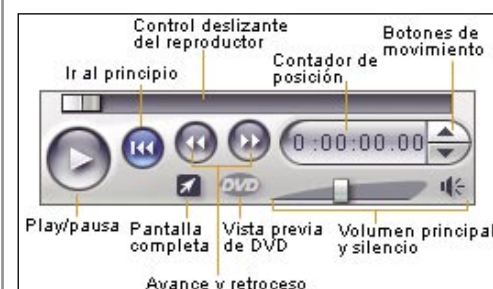 Control deslizante
del reproductor
Botones de
movimiento
Contador de
posición
Ir al principio
0:00:00.00
DVD
Play/pausa
Pantalla
completa
Vista previa
de DVD
Volumen principal
y silencio
Avance y retroceso